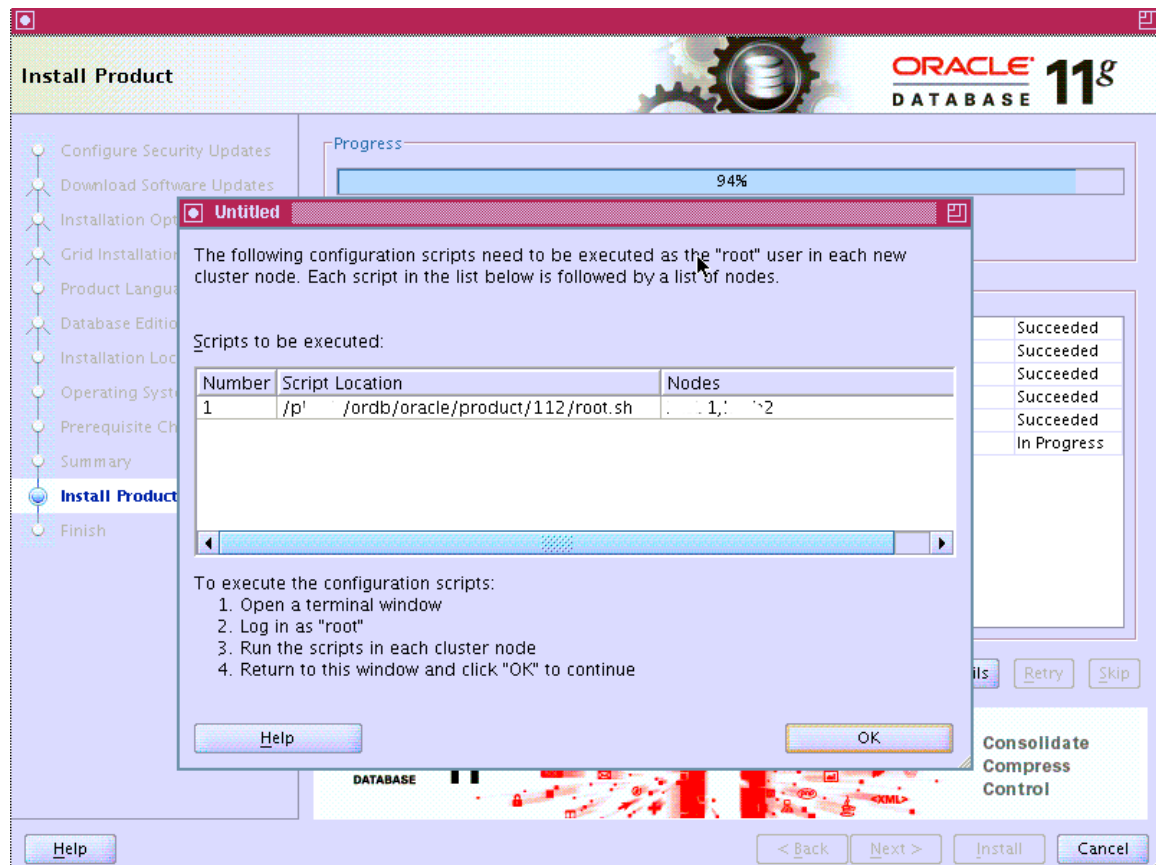 Install Product
ORACLE
DATABASE 11g
Configure Security Updates
Download Software Updates
Installation Opt
Grid Installation
Product Langua
Database Editio
Installation Loc
Operating Syst
Prerequisite Ch
Summary
Install Product
Finish
Progress
94%
Untitled
The following configuration scripts need to be executed as the "root" user in each new
cluster node. Each script in the list below is followed by a list of nodes.
Scripts to be executed:
Number Script Location Nodes
1 /ordb/oracle/product/112/root.sh
To execute the configuration scripts:
1. Open a terminal window
2. Log in as "root"
3. Run the scripts in each cluster node
4. Return to this window and click "OK" to continue
Help OK
Succeeded
Succeeded
Succeeded
Succeeded
Succeeded
In Progress
ils Retry Skip
DATABASE
<XML>
Consolidate
Compress
Control
Help < Back Next > Install Cancel